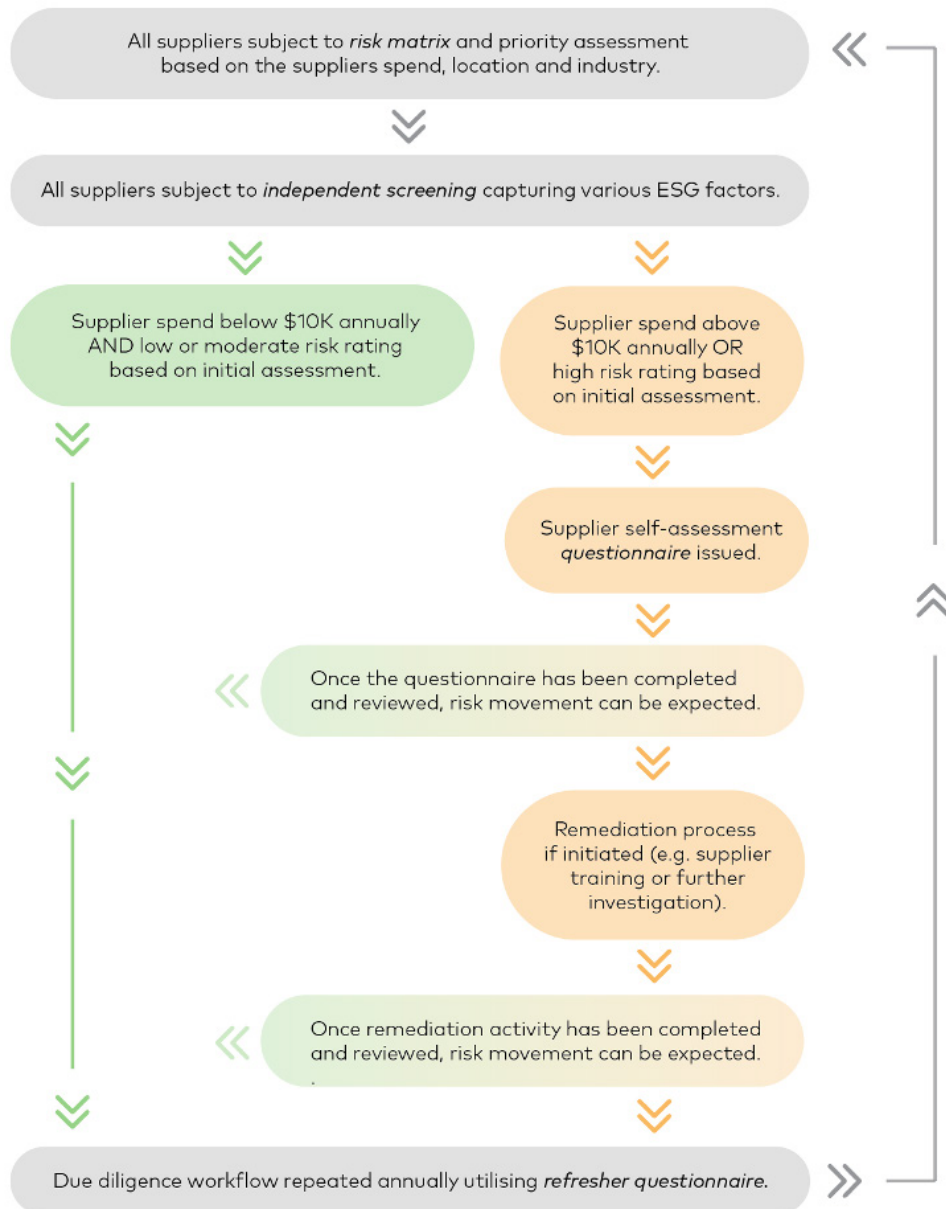 All suppliers subject to risk matrix and priority assessment
based on the suppliers spend, location and industry.
All suppliers subject to independent screening capturing various ESG factors.
Supplier spend below $10K annually
AND low or moderate risk rating
based on initial assessment.
Supplier spend above
$10K annually OR
high risk rating based
on initial assessment.
Supplier self-assessment
questionnaire issued.
Once the questionnaire has been completed
and reviewed, risk movement can be expected.
Remediation process
if initiated (e.g. supplier
training or further
investigation).
Once remediation activity has been completed
and reviewed, risk movement can be expected.
.
Due diligence workflow repeated annually utilising refresher questionnaire.